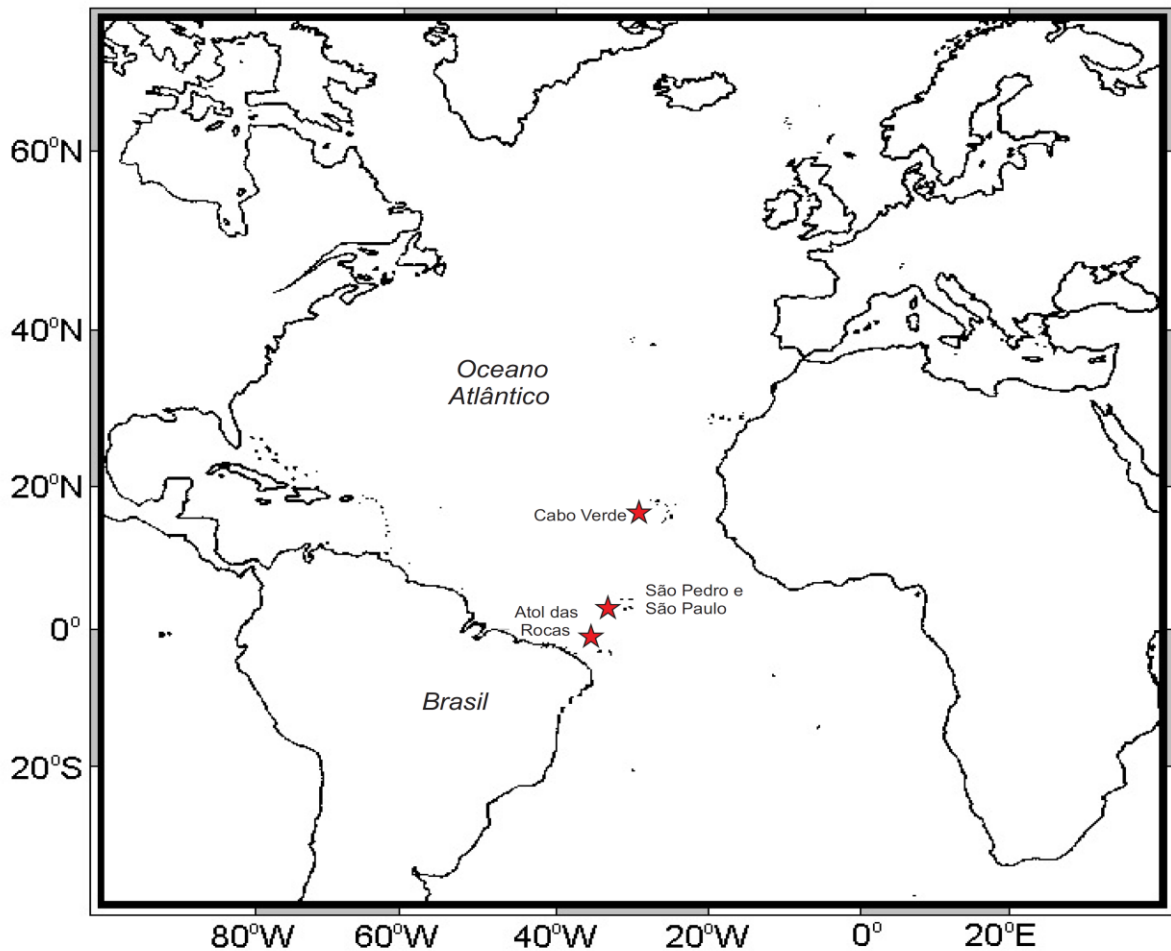 60°N
40°N
Oceano
Atlântico
20°N
Cabo Verde
São Pedro e
São Paulo
Atol das
Rocas
0°
Brasil
20°S
80°W
60°W
40°W
20°W
0°
20°E